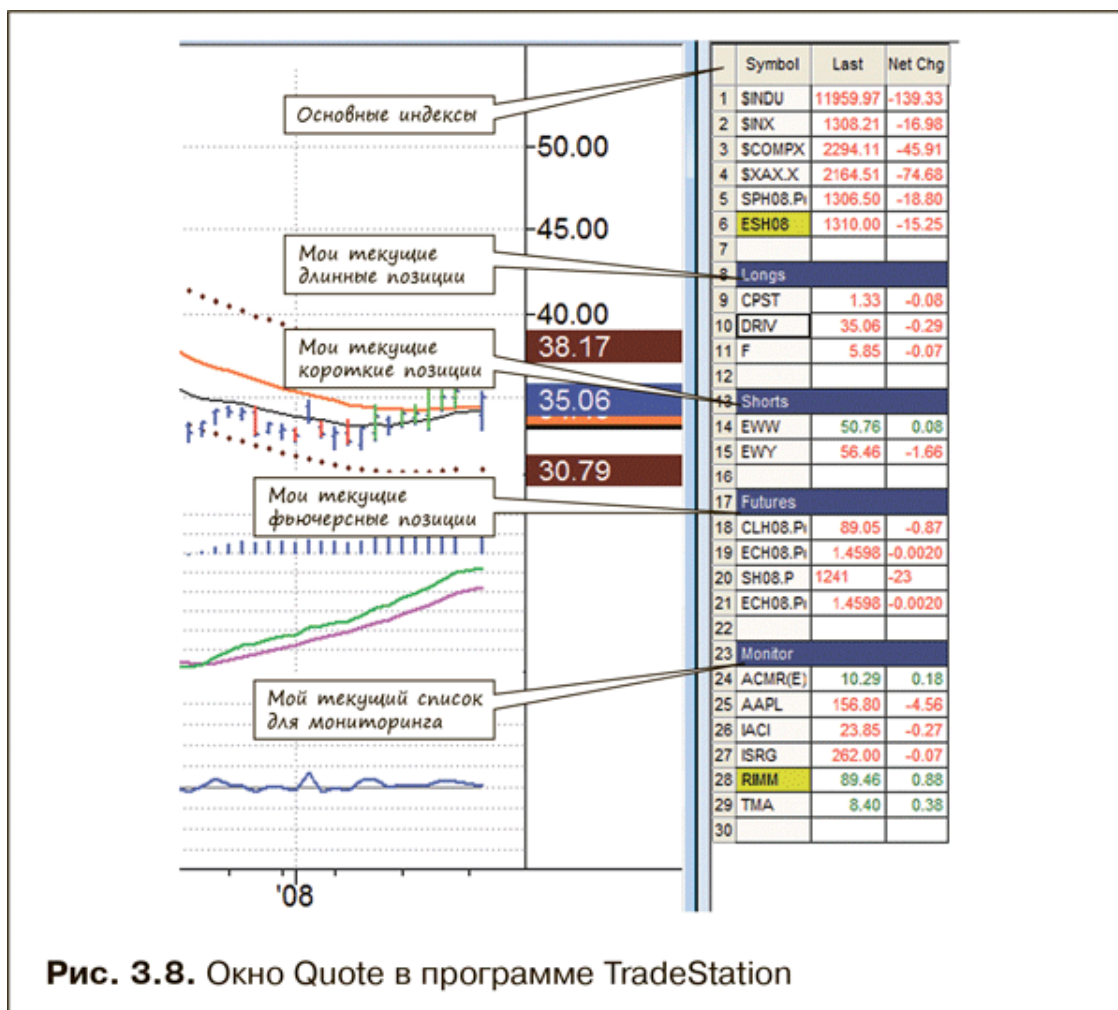 Основные индексы
Мои текущие
длинные позиции
Мои текущие
короткие позиции
Мои текущие
фьючерсные позиции
Мой текущий список
для мониторинга
50.00
45.00
40.00
38.17
35.06
30.79
'08
Symbol Last Net Chg
1 $INDU 11959.97 -139.33
2 $INX 1308.21 -16.98
3 $COMPX 2294.11 -45.91
4 $XAX.X 2164.51 -74.68
5 SPH08.P 1306.50 -18.80
6 ESH08 1310.00 -15.25
7
8 Longs
9 CPST 1.33 -0.08
10 DRIV 35.06 -0.29
11 F 5.85 -0.07
12
13 Shorts
14 EWW 50.76 0.08
15 EWY 56.46 -1.66
16
17 Futures
18 CLH08.P 89.05 -0.87
19 ECH08.P 1.4598 -0.0020
20 SH08.P 1241 -23
21 ECH08.P 1.4598 -0.0020
22
23 Monitor
24 ACMR(E) 10.29 0.18
25 AAPL 156.80 -4.56
26 IACI 23.85 -0.27
27 ISRG 262.00 -0.07
28 RIMM 89.46 0.88
29 TMA 8.40 0.38
30
Рис. 3.8. Окно Quote в программе TradeStation